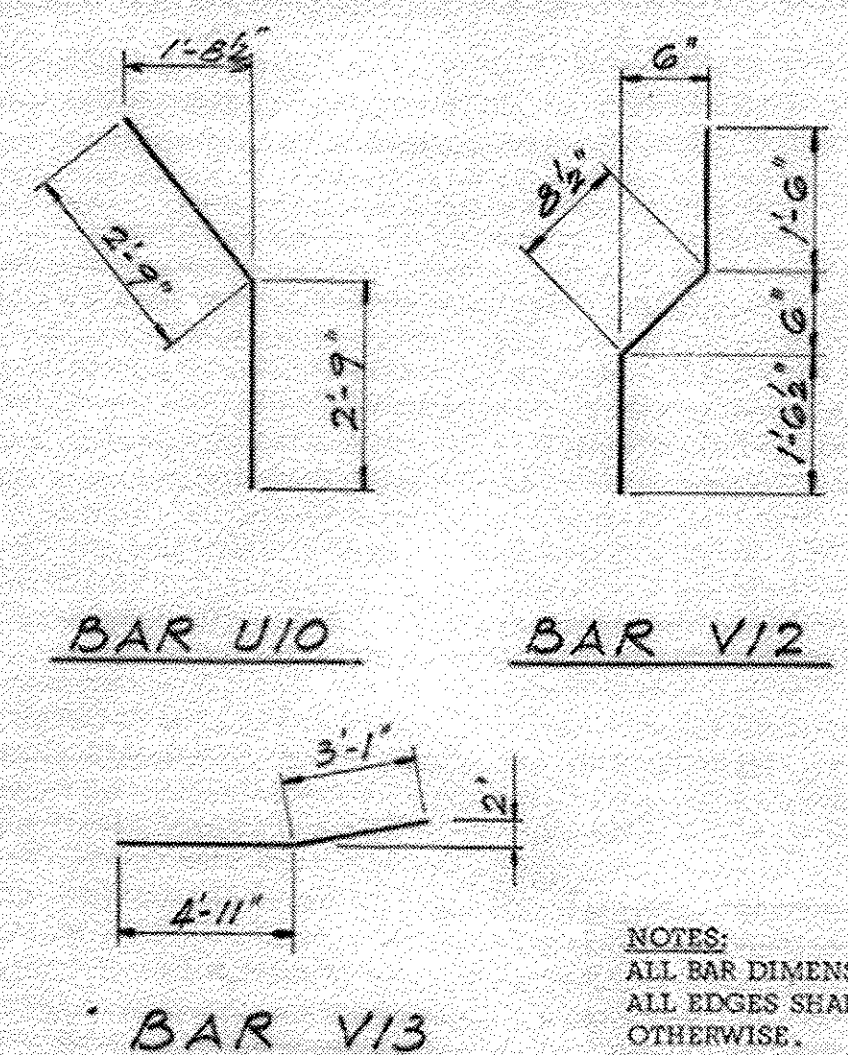 1'-8½"
2'-9"
2'-9"
BAR U10
6"
8½"
1'-6"
6"
1'-6½"
BAR V12
3'-1"
2'
4'-11"
BAR V13
NOTES:
ALL BAR DIMENS
ALL EDGES SHAL
OTHERWISE.